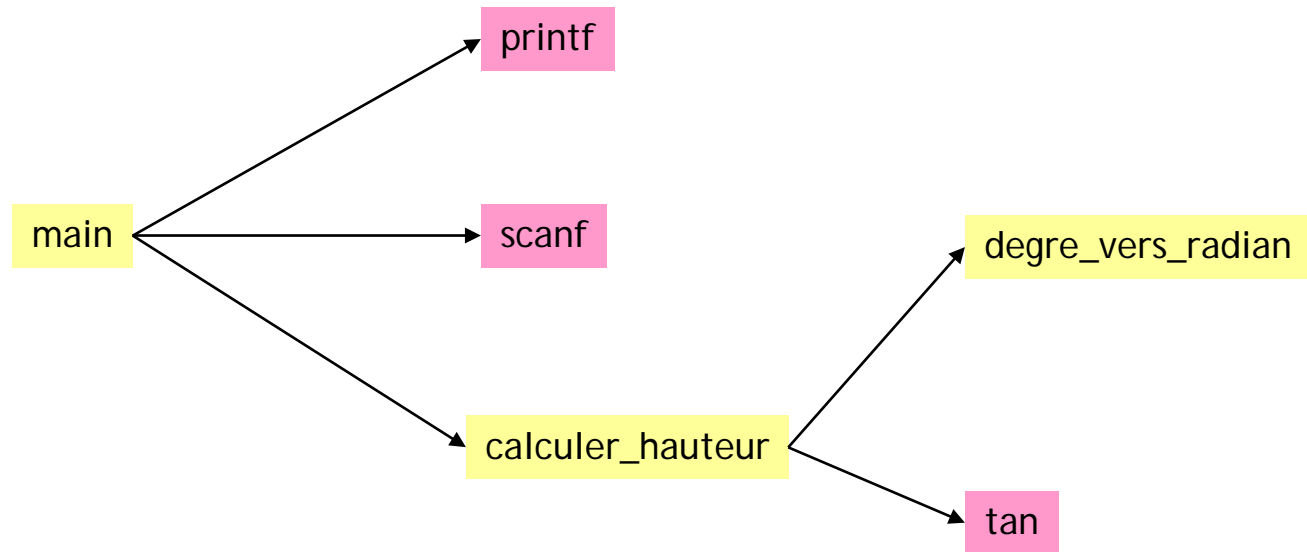 printf
main
scanf
degre_vers_radian
calculer_hauteur
tan